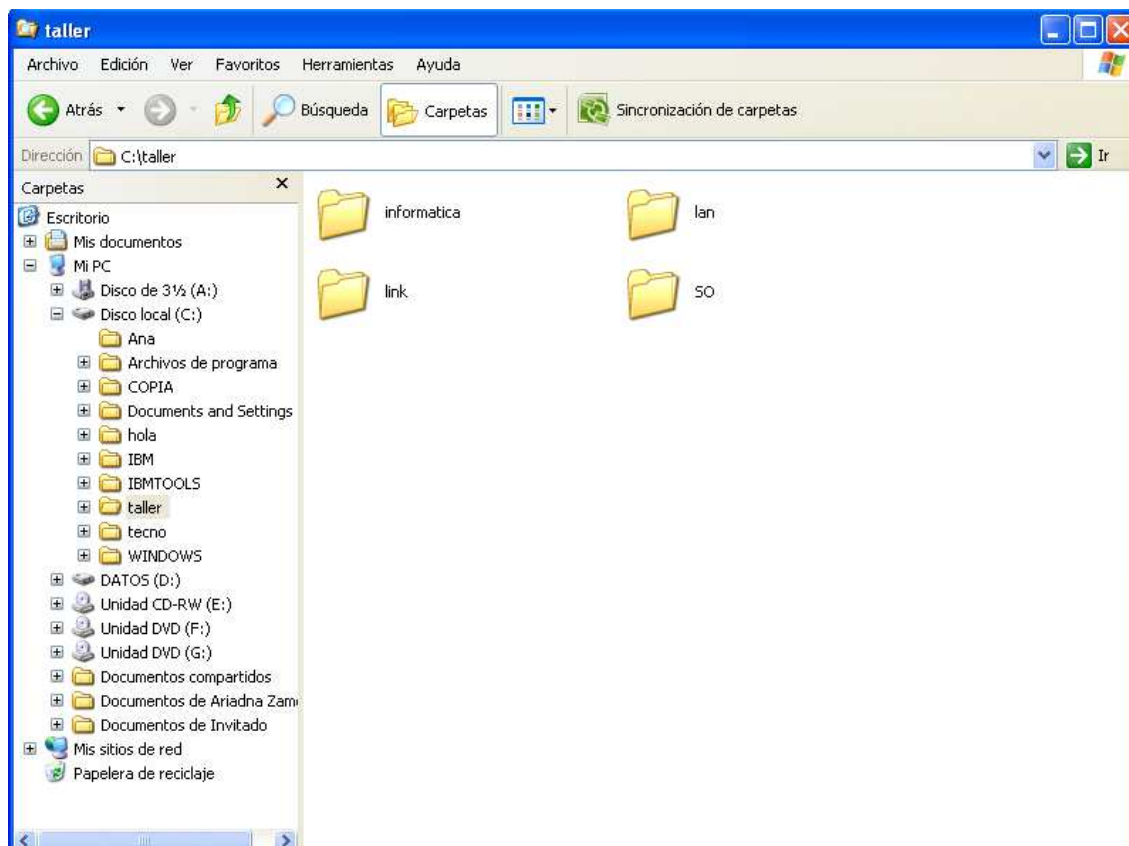 taller
Archivo Edición Ver Favoritos Herramientas Ayuda
Atrás Búsqueda Carpetas Sincronización de carpetas
Dirección C:\taller Ir
Carpetas
Escritorio
Mis documentos
Mi PC
Disco de 3½ (A:)
Disco local (C:)
Ana
Archivos de programa
COPIA
Documents and Settings
hola
IBM
IBMTOOLS
taller
tecno
WINDOWS
DATOS (D:)
Unidad CD-RW (E:)
Unidad DVD (F:)
Unidad DVD (G:)
Documentos compartidos
Documentos de Ariadna Zam
Documentos de Invitado
Mis sitios de red
Papelera de reciclaje
informatica lan
link SO